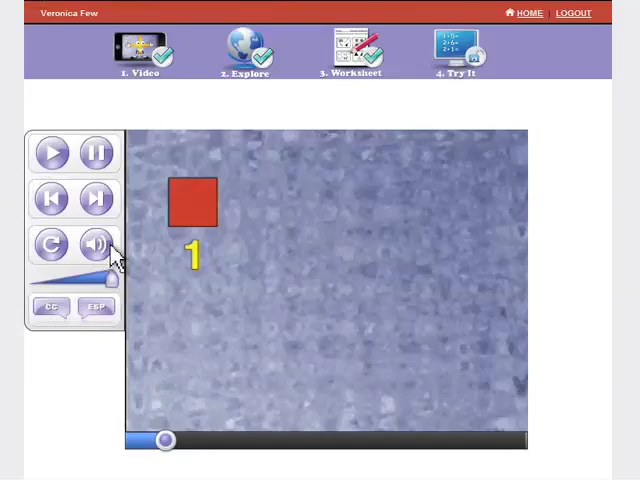 Veronica Few
HOME | LOGOUT
1. Video
2. Explore
3. Worksheet
4. Try It
1
CC
ESP